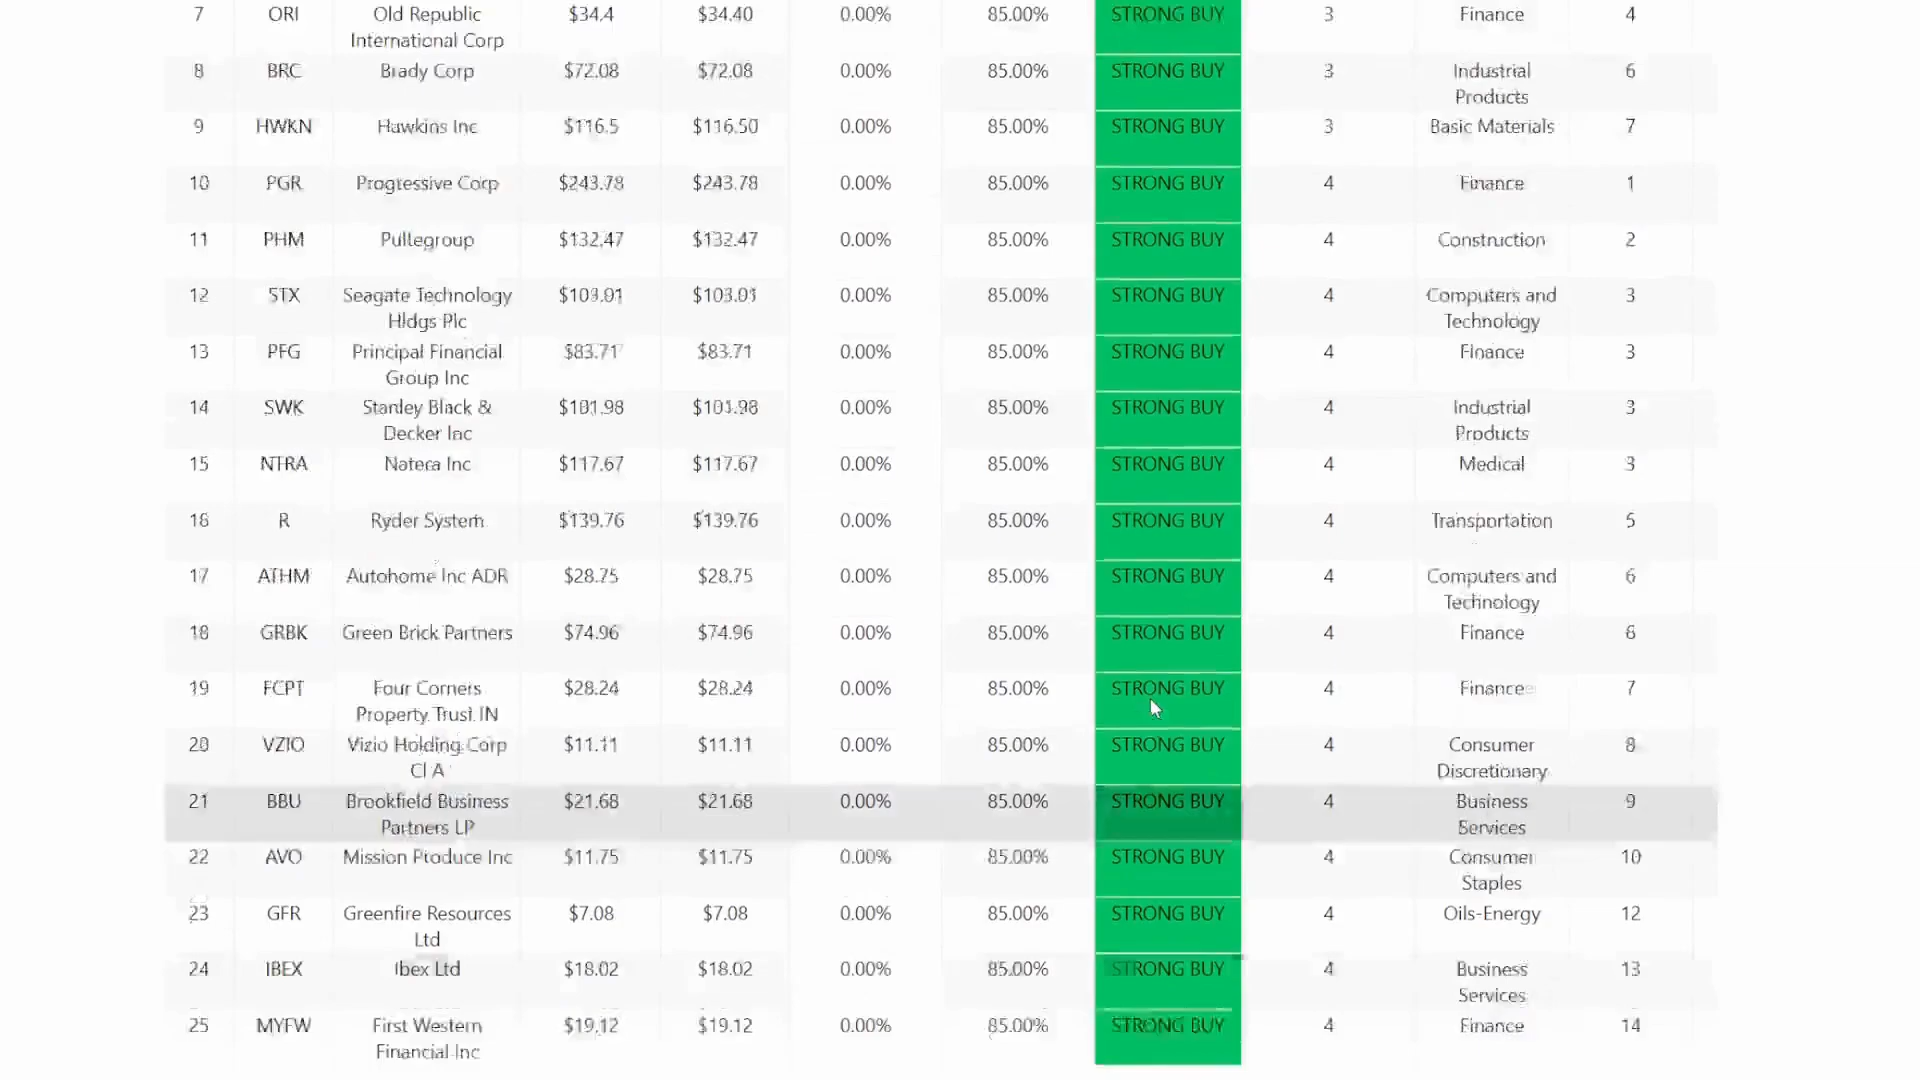 7 ORI Old Republic $34.4 $34.40 0.00% 85.00% STRONG BUY 3 Finance 4
International Corp
8 BRC Brady Corp $72.08 $72.08 0.00% 85.00% STRONG BUY 3 Industrial 6
Products
9 HWKN Hawkins Inc $116.5 $116.50 0.00% 85.00% STRONG BUY 3 Basic Materials 7
10 PGR Progressive Corp $243.78 $243.78 0.00% 85.00% STRONG BUY 4 Finance 1
11 PHM Pultegroup $132.47 $132.47 0.00% 85.00% STRONG BUY 4 Construction 2
12 STX Seagate Technology $103.01 $103.01 0.00% 85.00% STRONG BUY 4 Computers and 3
Hldgs Plc Technology
13 PFG Principal Financial $83.71 $83.71 0.00% 85.00% STRONG BUY 4 Finance 3
Group Inc
14 SWK Stanley Black & $101.98 $101.98 0.00% 85.00% STRONG BUY 4 Industrial 3
Decker Inc Products
15 NTRA Natera Inc $117.67 $117.67 0.00% 85.00% STRONG BUY 4 Medical 3
16 R Ryder System $139.76 $139.76 0.00% 85.00% STRONG BUY 4 Transportation 5
17 ATHM Autohome Inc ADR $28.75 $28.75 0.00% 85.00% STRONG BUY 4 Computers and 6
Technology
18 GRBK Green Brick Partners $74.96 $74.96 0.00% 85.00% STRONG BUY 4 Finance 6
19 FCPT Four Corners $28.24 $28.24 0.00% 85.00% STRONG BUY 4 Finance 7
Property Trust IN
20 VZIO Vizio Holding Corp $11.11 $11.11 0.00% 85.00% STRONG BUY 4 Consumer 8
Cl A Discretionary
21 BBU Brookfield Business $21.68 $21.68 0.00% 85.00% STRONG BUY 4 Business 9
Partners LP Services
22 AVO Mission Produce Inc $11.75 $11.75 0.00% 85.00% STRONG BUY 4 Consumer 10
Staples
23 GFR Greenfire Resources $7.08 $7.08 0.00% 85.00% STRONG BUY 4 Oils-Energy 12
Ltd
24 IBEX Ibex Ltd $18.02 $18.02 0.00% 85.00% STRONG BUY 4 Business 13
Services
25 MYFW First Western $19.12 $19.12 0.00% 85.00% STRONG BUY 4 Finance 14
Financial Inc